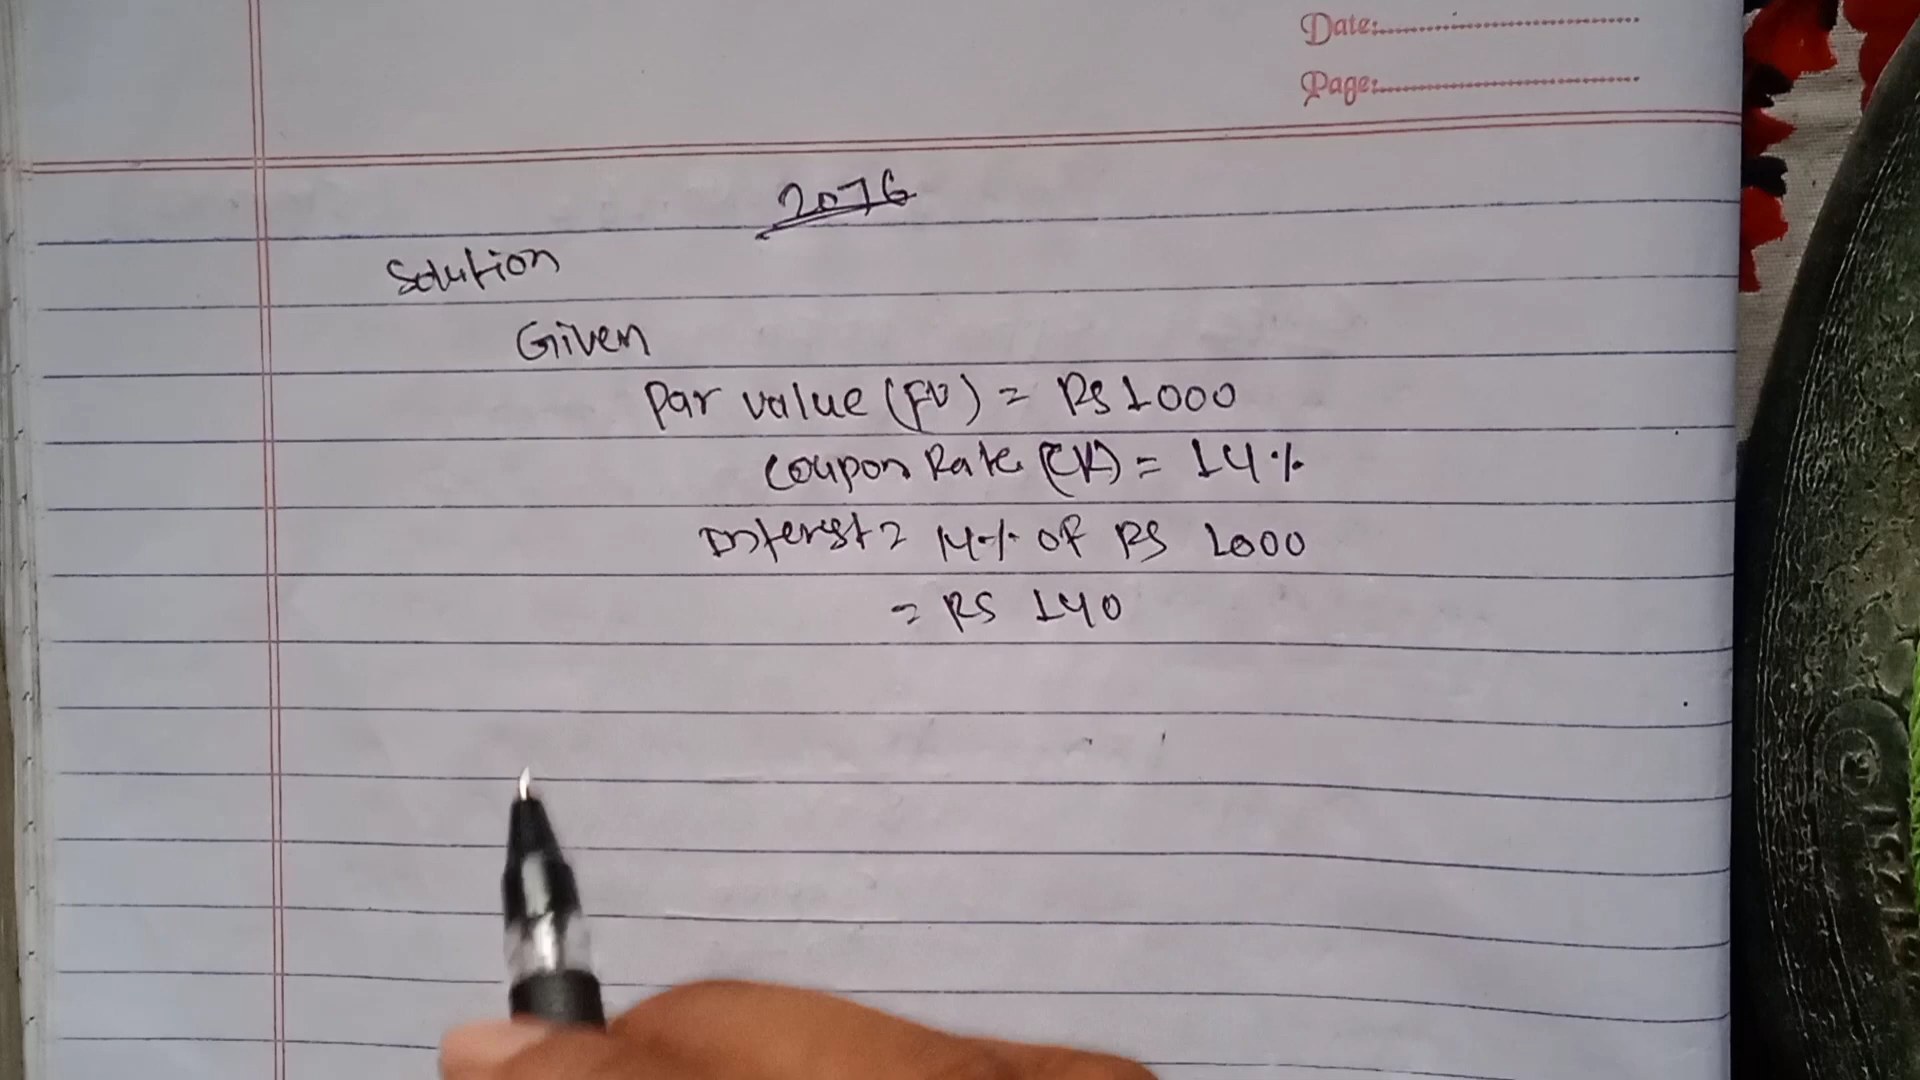 Date:
Page:
2076
Solution
Given
Par value (FV) = Rs 1000
Coupon Rate (CR) = 14%
Interest = 14% of Rs 1000
= Rs 140